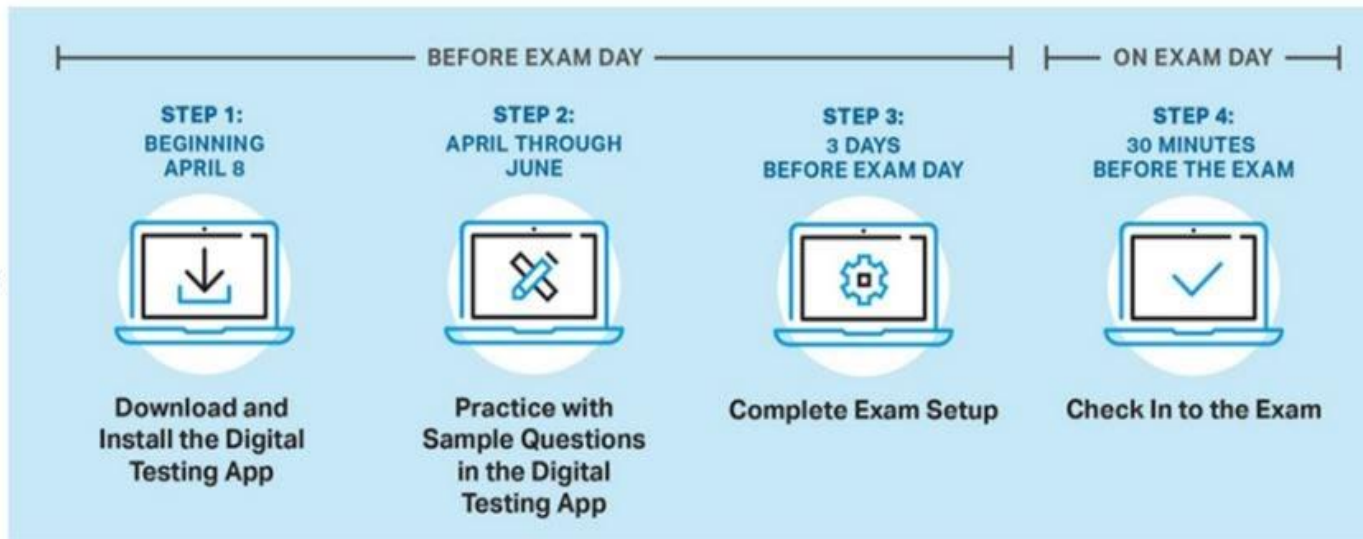 BEFORE EXAM DAY
ON EXAM DAY
STEP 1:
BEGINNING
APRIL 8
Download and
Install the Digital
Testing App
STEP 2:
APRIL THROUGH
JUNE
Practice with
Sample Questions
in the Digital
Testing App
STEP 3:
3 DAYS
BEFORE EXAM DAY
Complete Exam Setup
STEP 4:
30 MINUTES
BEFORE THE EXAM
Check In to the Exam